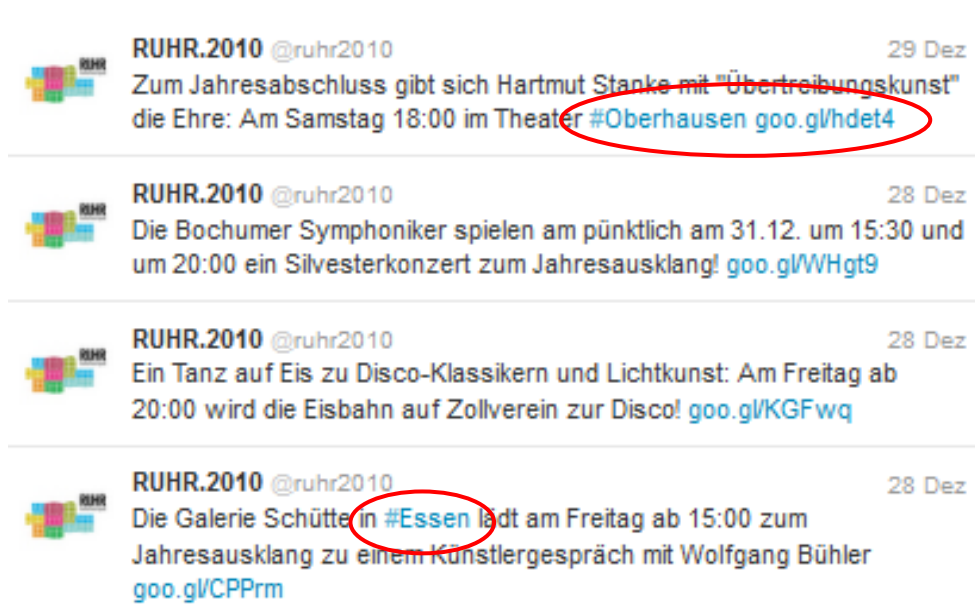 RUHR.2010 @ruhr2010 29 Dez
RUHR
Zum Jahresabschluss gibt sich Hartmut Stanke mit "Übertreibungskunst"
die Ehre: Am Samstag 18:00 im Theater #Oberhausen goo.gl/hdet4
RUHR.2010 @ruhr2010 28 Dez
RUHR
Die Bochumer Symphoniker spielen am pünktlich am 31.12. um 15:30 und
um 20:00 ein Silvesterkonzert zum Jahresausklang! goo.gl/WHgt9
RUHR.2010 @ruhr2010 28 Dez
RUHR
Ein Tanz auf Eis zu Disco-Klassikern und Lichtkunst: Am Freitag ab
20:00 wird die Eisbahn auf Zollverein zur Disco! goo.gl/KGFwq
RUHR.2010 @ruhr2010 28 Dez
RUHR
Die Galerie Schütte in #Essen lädt am Freitag ab 15:00 zum
Jahresausklang zu einem Künstlergespräch mit Wolfgang Bühler
goo.gl/CPPrm